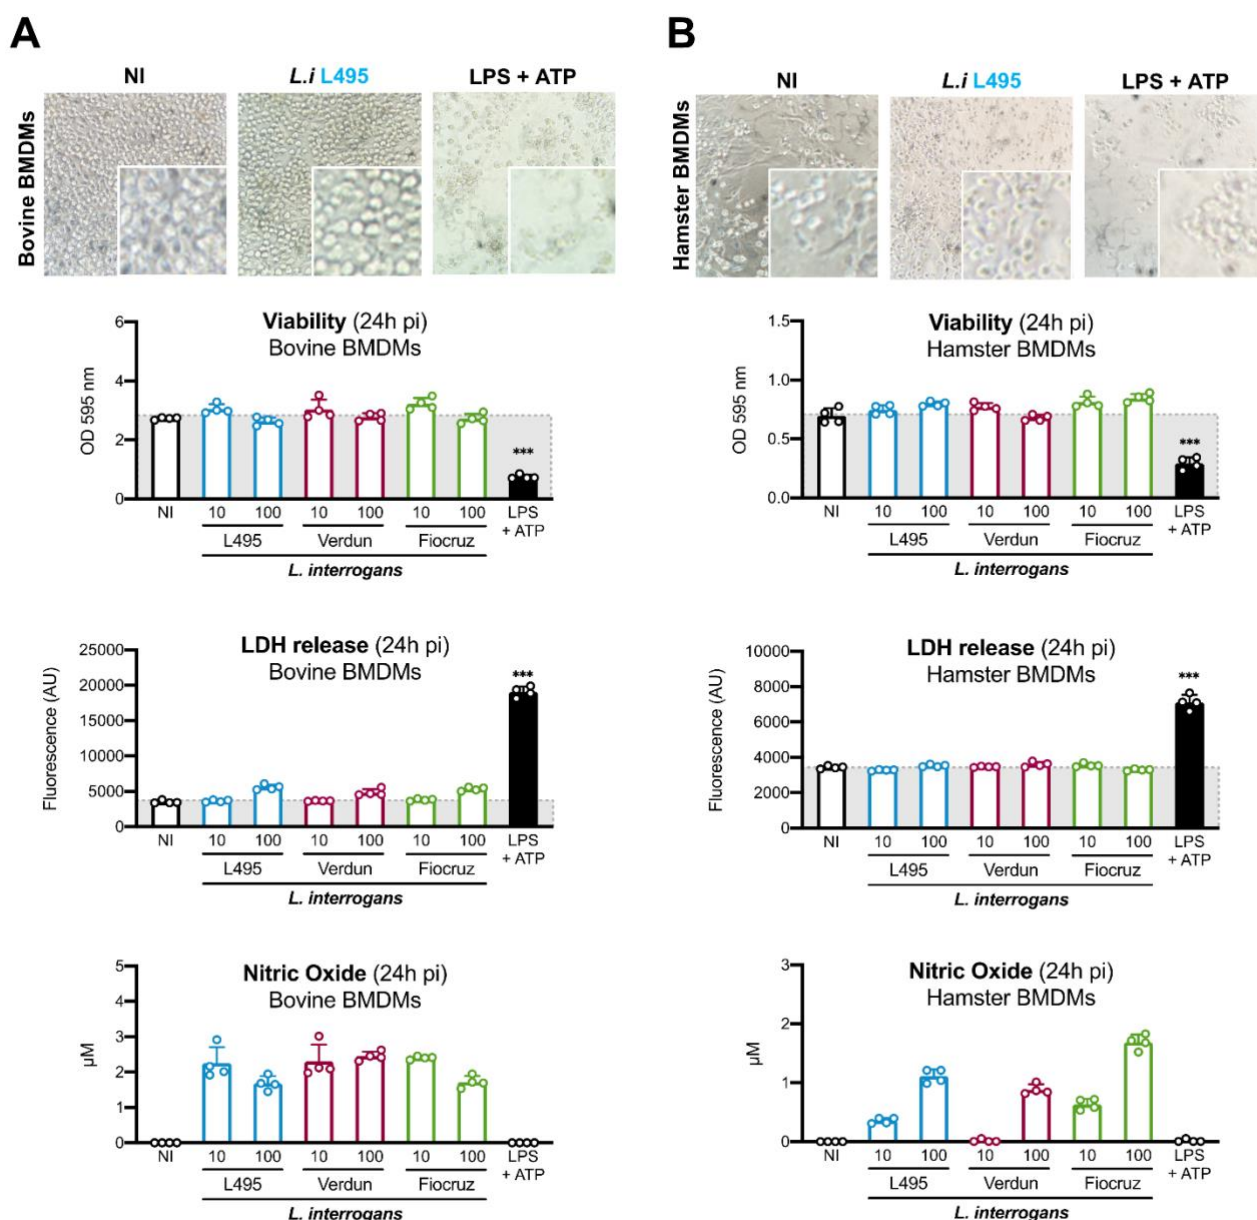 A
NI
L.i L495
LPS + ATP
Bovine BMDMs
Viability (24h pi)
Bovine BMDMs
OD 595 nm
6
4
2
0
NI
10
100
10
100
10
100
LPS
+ ATP
L495
Verdun
Fiocruz
L. interrogans
***
LDH release (24h pi)
Bovine BMDMs
Fluorescence (AU)
25000
20000
15000
10000
5000
0
NI
10
100
10
100
10
100
LPS
+ ATP
L495
Verdun
Fiocruz
L. interrogans
***
Nitric Oxide (24h pi)
Bovine BMDMs
µM
5
4
3
2
1
0
NI
10
100
10
100
10
100
LPS
+ ATP
L495
Verdun
Fiocruz
L. interrogans
B
NI
L.i L495
LPS + ATP
Hamster BMDMs
Viability (24h pi)
Hamster BMDMs
OD 595 nm
1.5
1.0
0.5
0.0
NI
10
100
10
100
10
100
LPS
+ ATP
L495
Verdun
Fiocruz
L. interrogans
***
LDH release (24h pi)
Hamster BMDMs
Fluorescence (AU)
10000
8000
6000
4000
2000
0
NI
10
100
10
100
10
100
LPS
+ ATP
L495
Verdun
Fiocruz
L. interrogans
***
Nitric Oxide (24h pi)
Hamster BMDMs
µM
3
2
1
0
NI
10
100
10
100
10
100
LPS
+ ATP
L495
Verdun
Fiocruz
L. interrogans